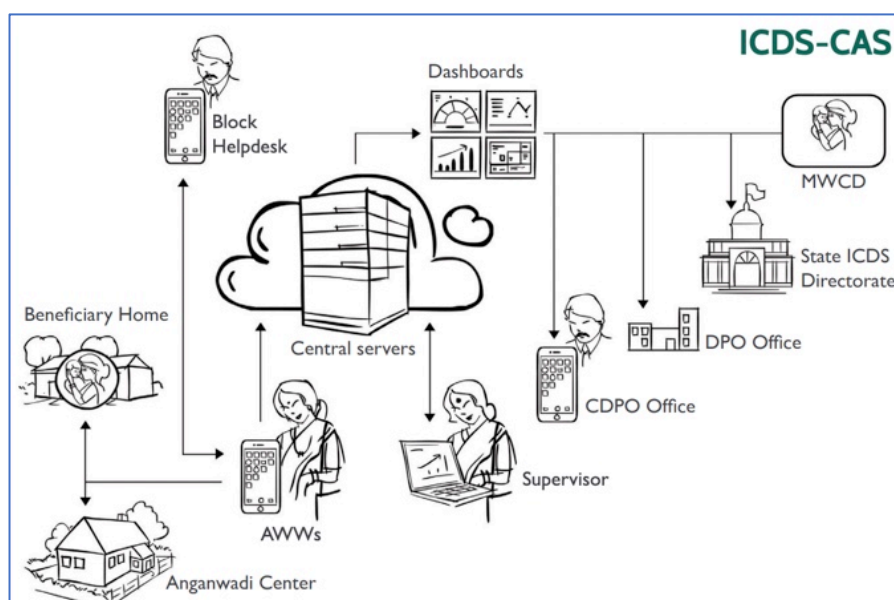 ICDS-CAS
Dashboards
Block
Helpdesk
MWCD
State ICDS
Directorate
Beneficiary Home
DPO Office
Central servers
CDPO Office
Supervisor
AWWs
Anganwadi Center